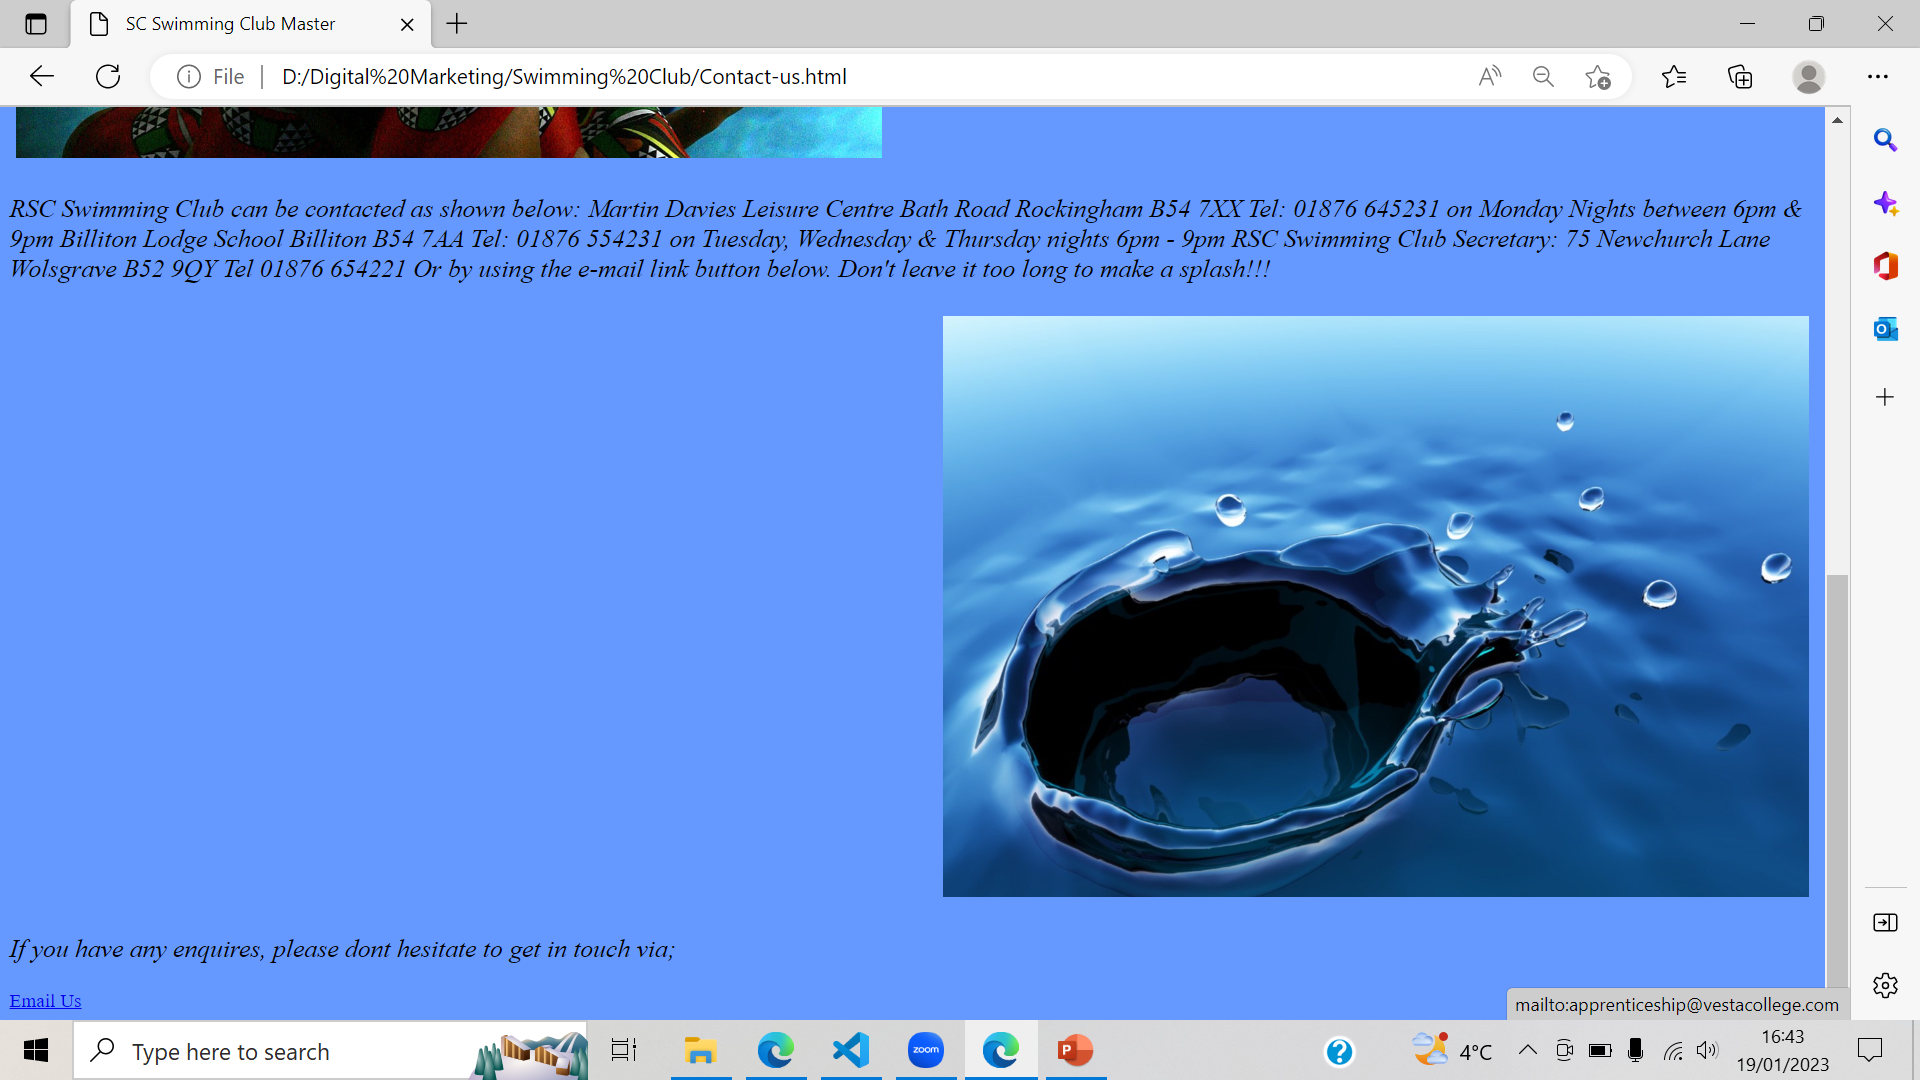 SC Swimming Club Master
File
D:/Digital%20Marketing/Swimming%20Club/Contact-us.html
RSC Swimming Club can be contacted as shown below: Martin Davies Leisure Centre Bath Road Rockingham B54 7XX Tel: 01876 645231 on Monday Nights between 6pm &
9pm Billiton Lodge School Billiton B54 7AA Tel: 01876 554231 on Tuesday, Wednesday & Thursday nights 6pm - 9pm RSC Swimming Club Secretary: 75 Newchurch Lane
Wolsgrave B52 9QY Tel 01876 654221 Or by using the e-mail link button below. Don't leave it too long to make a splash!!!
If you have any enquires, please dont hesitate to get in touch via;
Email Us
mailto:apprenticeship@vestacollege.com
Type here to search
zoom
4°C
16:43
19/01/2023